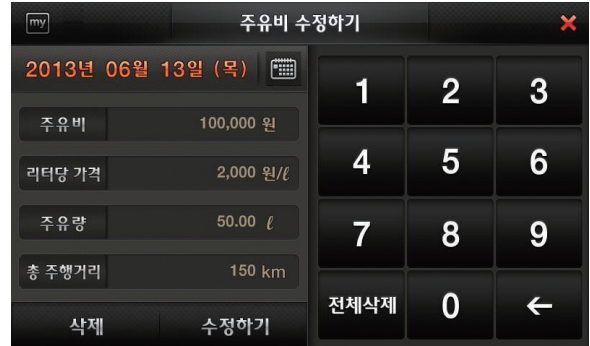 my 주유비 수정하기
2013년 06월 13일 (목)
주유비 100,000 원
리터당 가격 2,000 원/ℓ
주유량 50.00 ℓ
총 주행거리 150 km
삭제 수정하기
1 2 3
4 5 6
7 8 9
전체삭제 0 ←